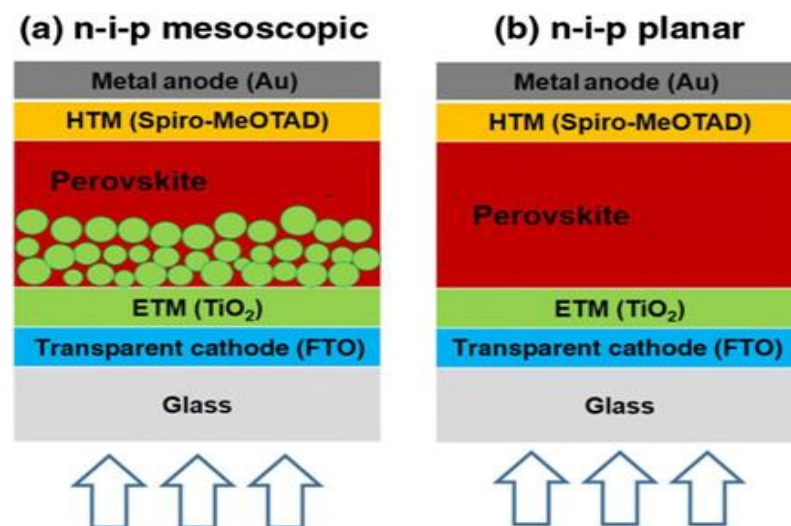 (a) n-i-p mesoscopic
Metal anode (Au)
HTM (Spiro-MeOTAD)
Perovskite
ETM (TiO₂)
Transparent cathode (FTO)
Glass
(b) n-i-p planar
Metal anode (Au)
HTM (Spiro-MeOTAD)
Perovskite
ETM (TiO₂)
Transparent cathode (FTO)
Glass